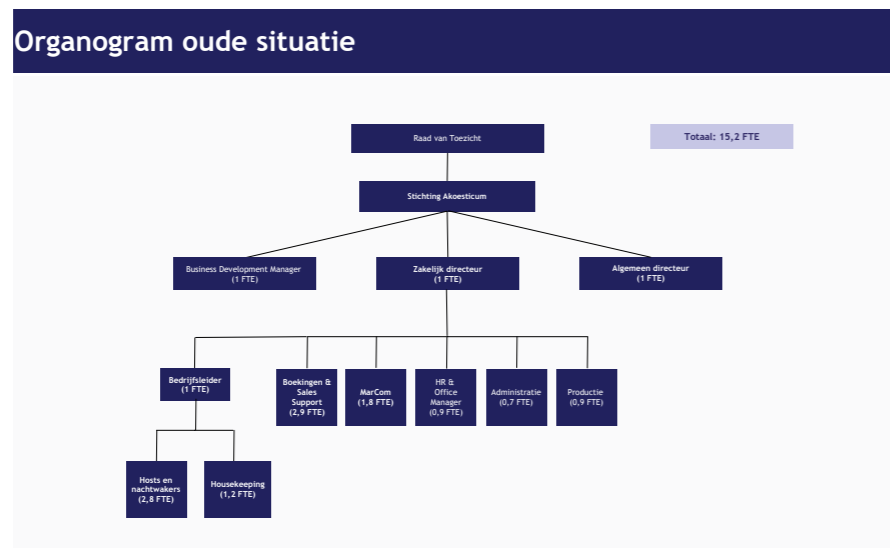 Organogram oude situatie
Raad van Toezicht
Totaal: 15,2 FTE
Stichting Akoesticum
Business Development Manager
(1 FTE)
Zakelijk directeur
(1 FTE)
Algemeen directeur
(1 FTE)
Bedrijfsleider
(1 FTE)
Boekingen &
Sales
Support
(2,9 FTE)
MarCom
(1,8 FTE)
HR &
Office
Manager
(0,9 FTE)
Administratie
(0,7 FTE)
Productie
(0,9 FTE)
Hosts en
nachtwakers
(2,8 FTE)
Housekeeping
(1,2 FTE)